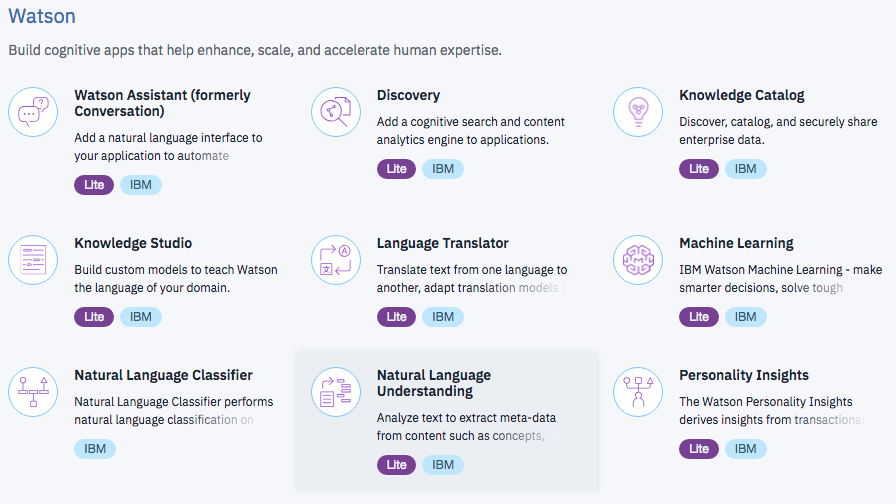 Watson
Build cognitive apps that help enhance, scale, and accelerate human expertise.
Watson Assistant (formerly
Conversation)
Add a natural language interface to
your application to automate
Lite IBM
Discovery
Add a cognitive search and content
analytics engine to applications.
Lite IBM
Knowledge Catalog
Discover, catalog, and securely share
enterprise data.
Lite IBM
Knowledge Studio
Build custom models to teach Watson
the language of your domain.
Lite IBM
Language Translator
Translate text from one language to
another, adapt translation models
Lite IBM
Machine Learning
IBM Watson Machine Learning - make
smarter decisions, solve tough
Lite IBM
Natural Language Classifier
Natural Language Classifier performs
natural language classification on
IBM
Natural Language
Understanding
Analyze text to extract meta-data
from content such as concepts,
Lite IBM
Personality Insights
The Watson Personality Insights
derives insights from transactional
Lite IBM